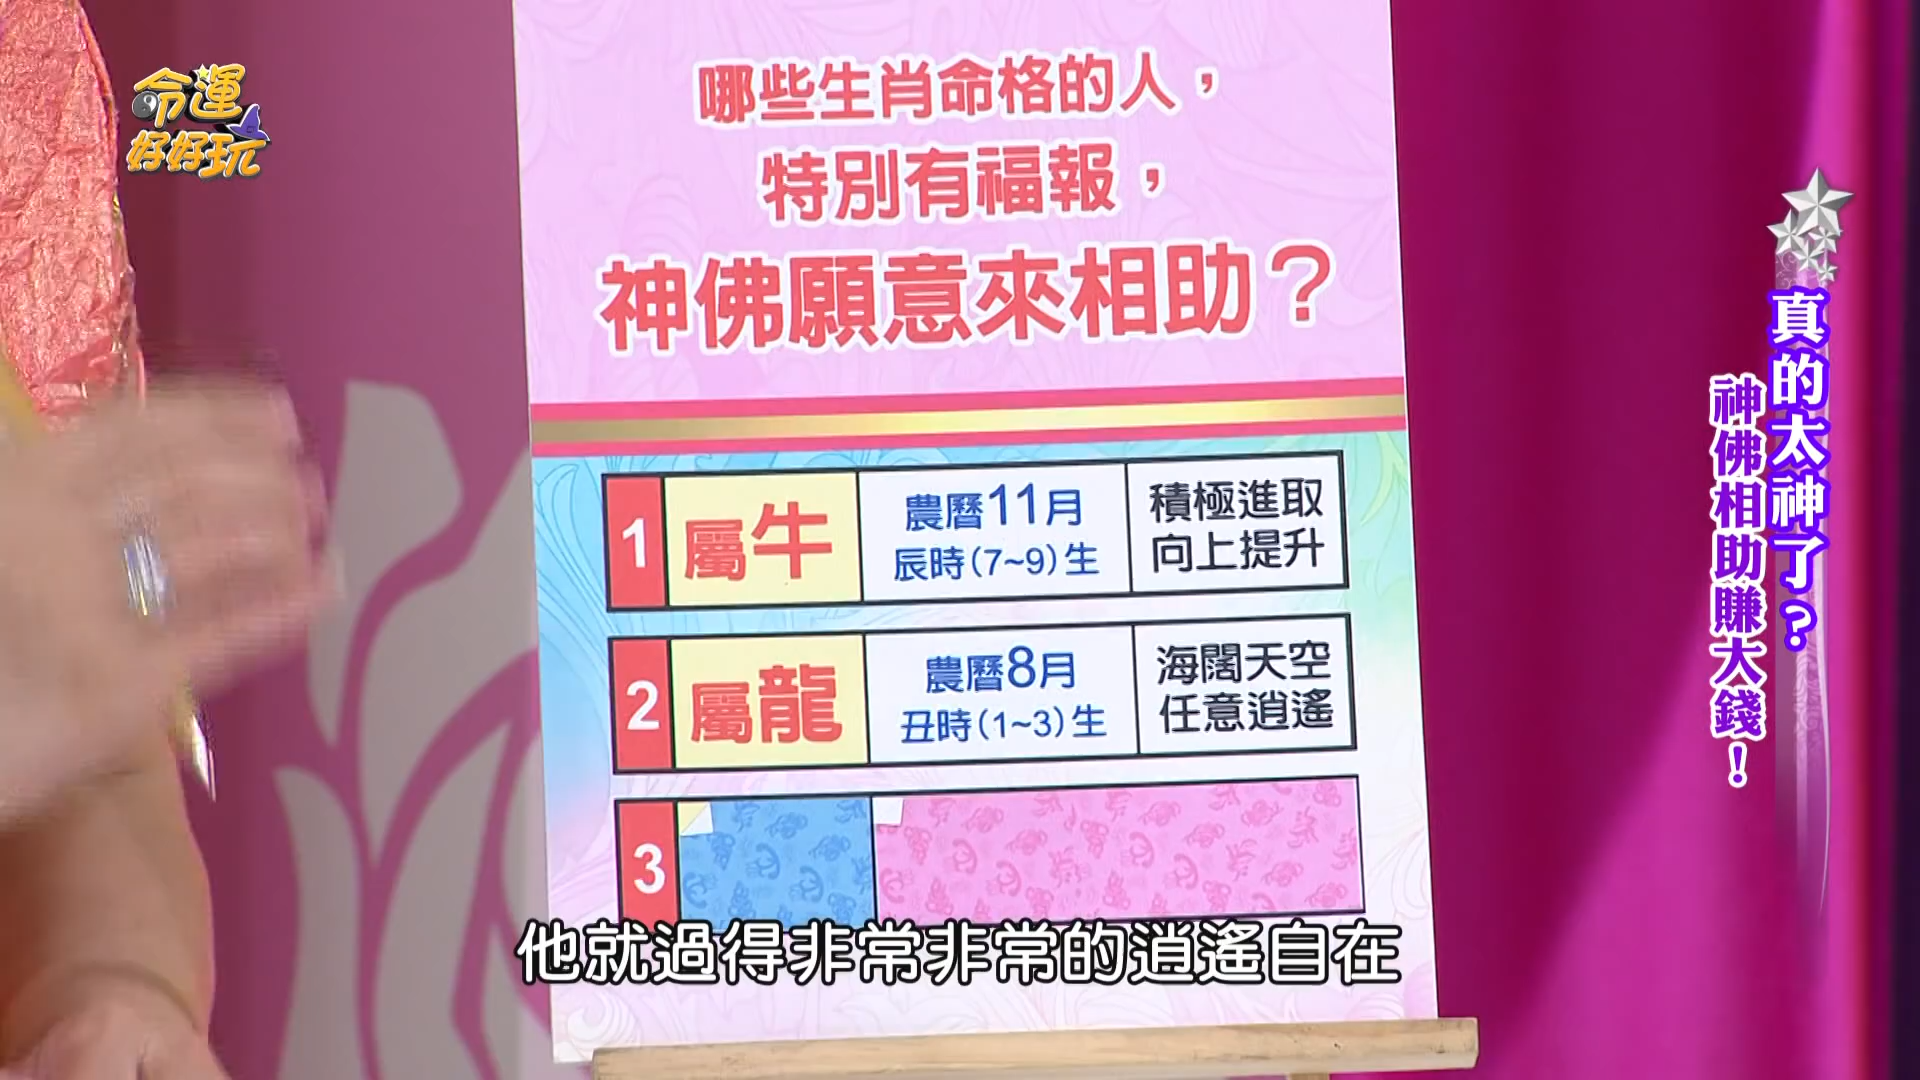 命運
好好玩
哪些生肖命格的人，
特別有福報，
神佛願意來相助？
1
屬牛
農曆11月
辰時(7~9)生
積極進取
向上提升
2
屬龍
農曆8月
丑時(1~3)生
海闊天空
任意逍遙
3
真的太神了？
神佛相助賺大錢！
他就過得非常非常的逍遙自在